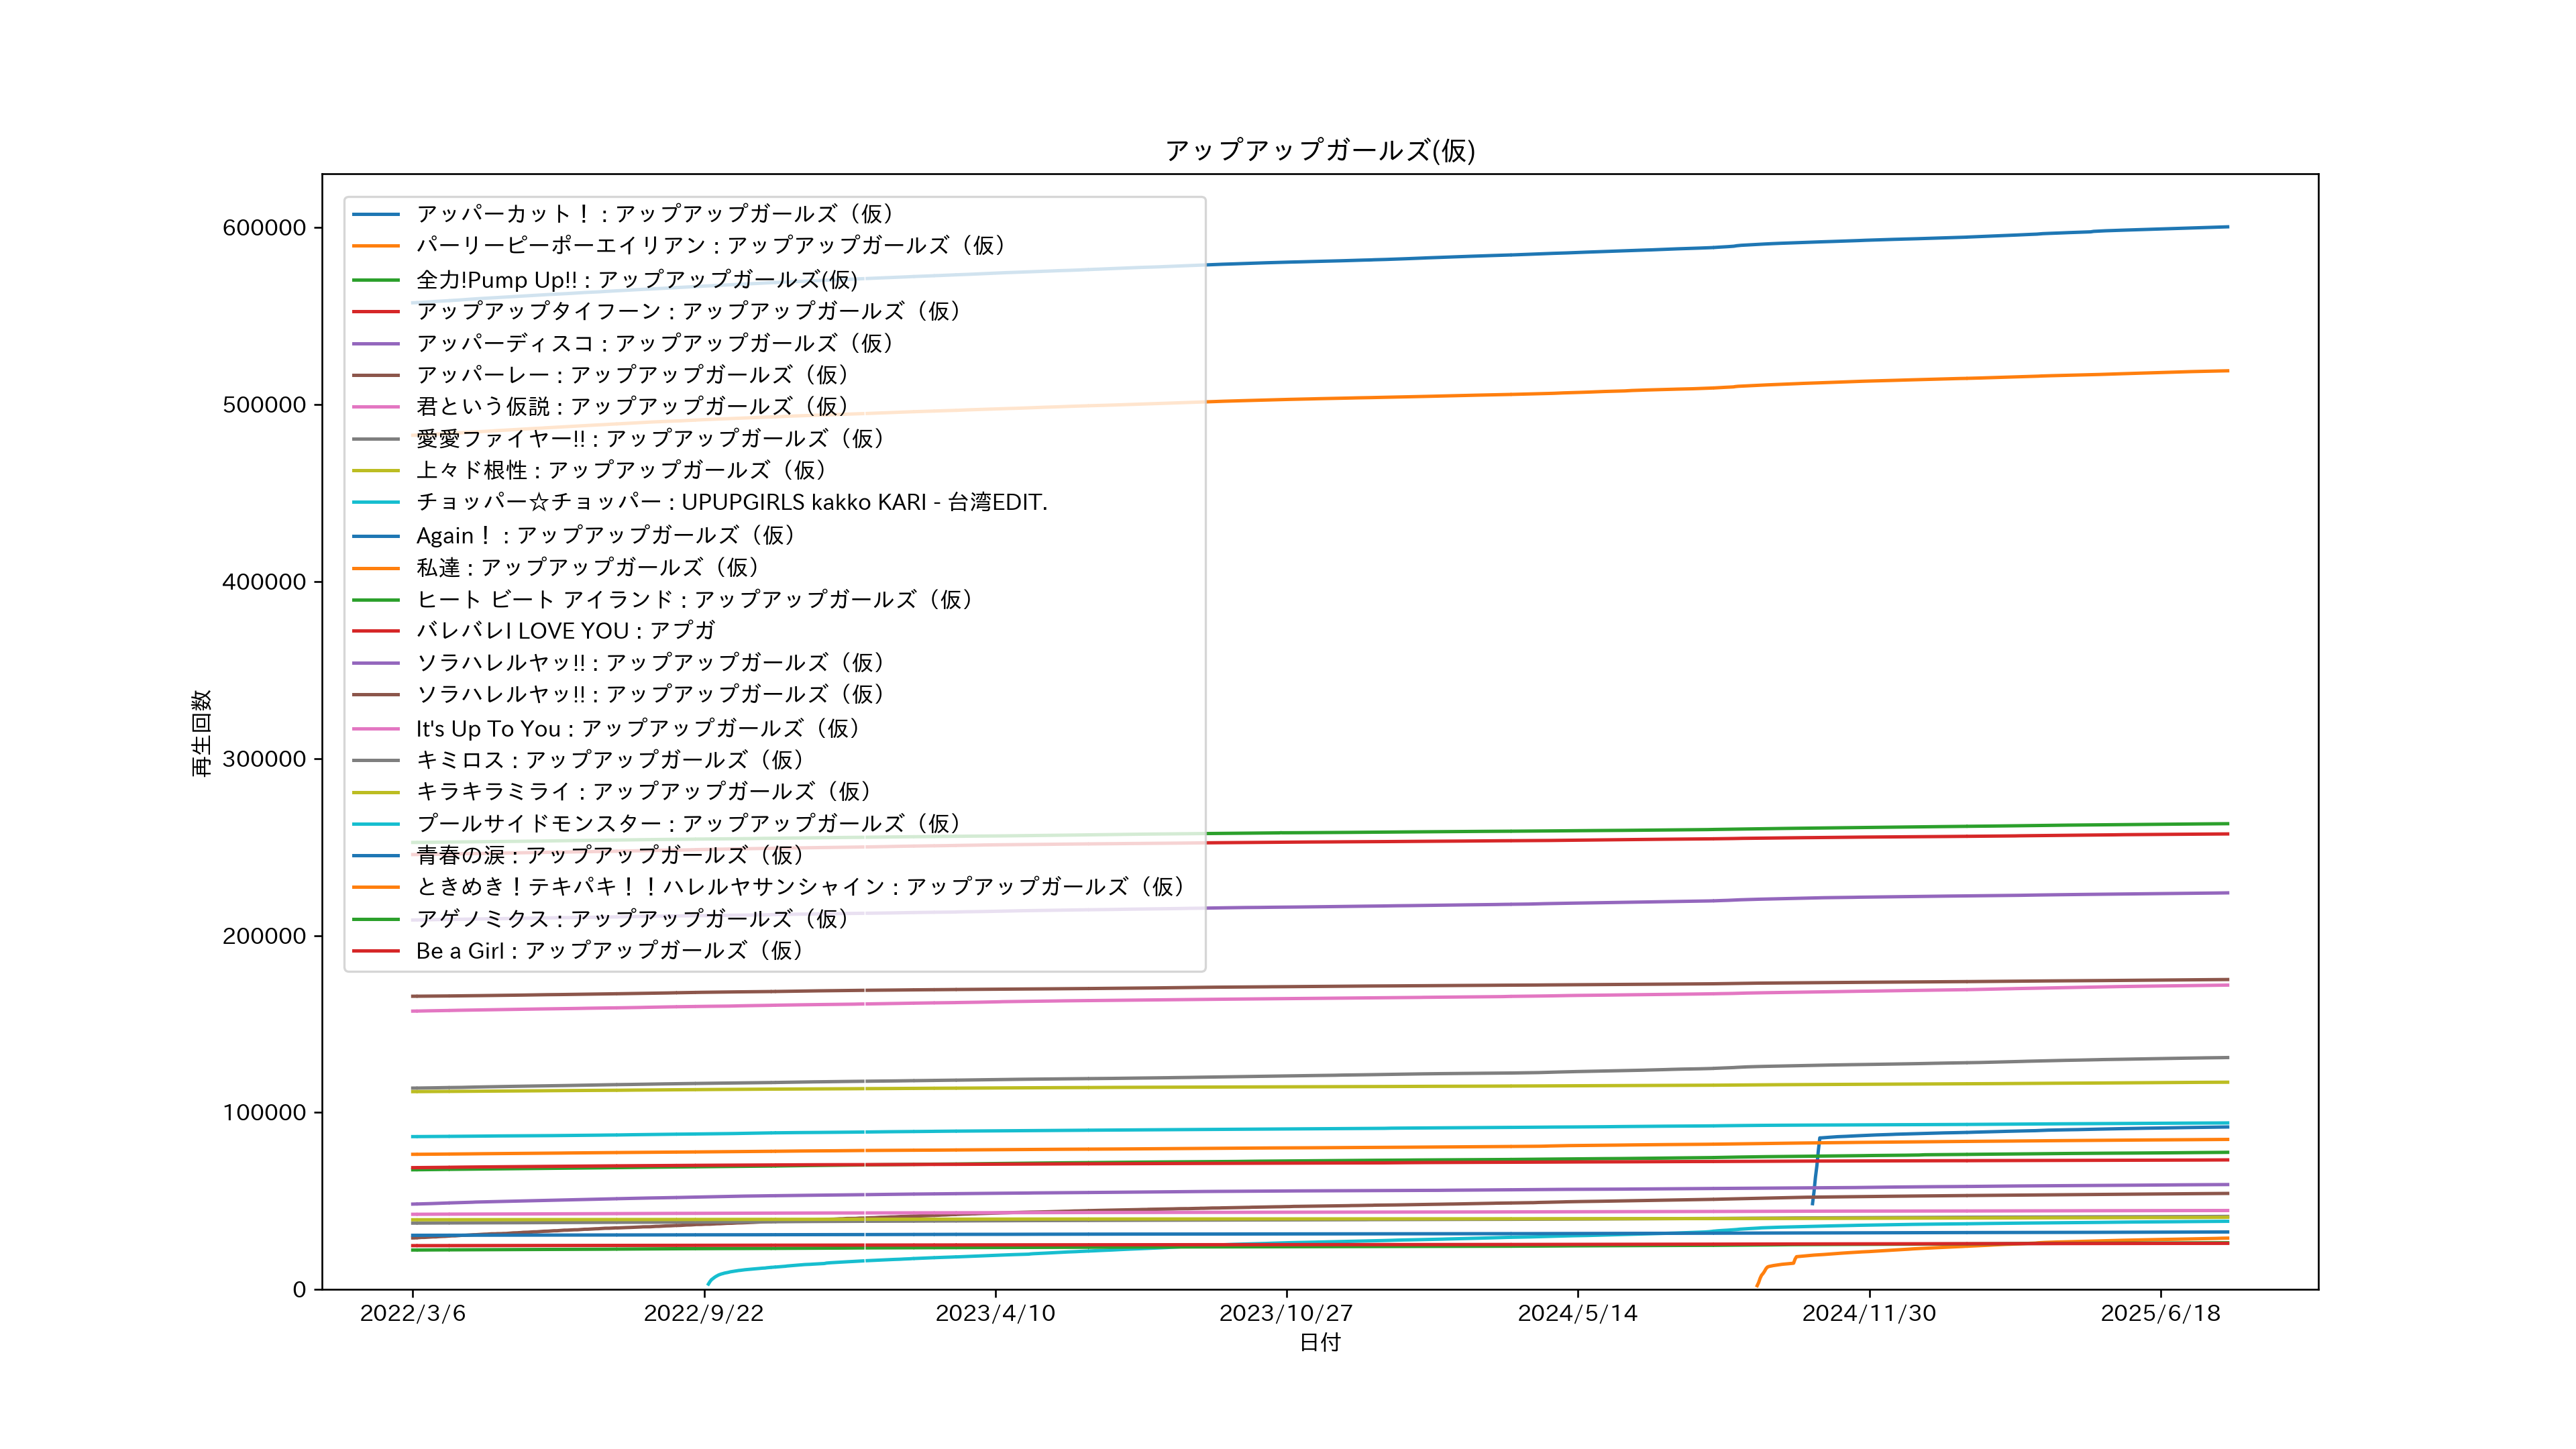 アップアップガールズ(仮)
アッパーカット！ : アップアップガールズ（仮）
パーリーピーポーエイリアン : アップアップガールズ（仮）
全力!Pump Up!! : アップアップガールズ(仮)
アップアップタイフーン : アップアップガールズ（仮）
アッパーディスコ : アップアップガールズ（仮）
アッパーレー : アップアップガールズ（仮）
君という仮説 : アップアップガールズ（仮）
愛愛ファイヤー!! : アップアップガールズ（仮）
上々ド根性 : アップアップガールズ（仮）
チョッパー☆チョッパー : UPUPGIRLS kakko KARI - 台湾EDIT.
Again！ : アップアップガールズ（仮）
私達 : アップアップガールズ（仮）
ヒート ビート アイランド : アップアップガールズ（仮）
バレバレI LOVE YOU : アプガ
ソラハレルヤッ!! : アップアップガールズ（仮）
ソラハレルヤッ!! : アップアップガールズ（仮）
It's Up To You : アップアップガールズ（仮）
キミロス : アップアップガールズ（仮）
キラキラミライ : アップアップガールズ（仮）
プールサイドモンスター : アップアップガールズ（仮）
青春の涙 : アップアップガールズ（仮）
ときめき！テキパキ！！ハレルヤサンシャイン : アップアップガールズ（仮）
アゲノミクス : アップアップガールズ（仮）
Be a Girl : アップアップガールズ（仮）
600000
500000
400000
300000
200000
100000
0
再生回数
2022/3/6
2022/9/22
2023/4/10
2023/10/27
2024/5/14
2024/11/30
2025/6/18
日付